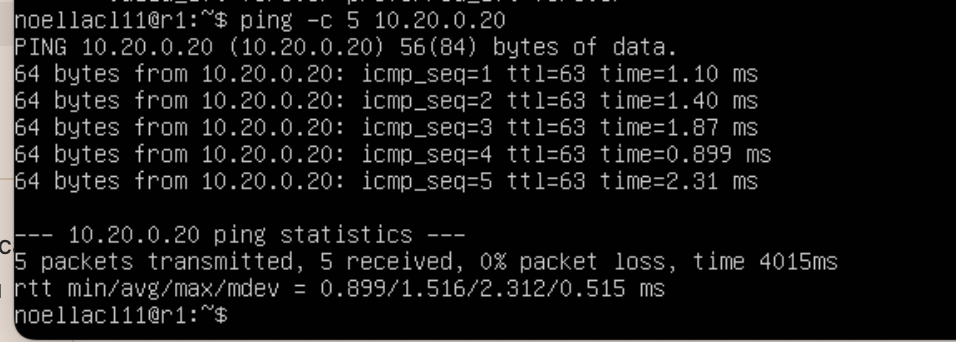 noellacl11@r1:~$ ping -c 5 10.20.0.20
PING 10.20.0.20 (10.20.0.20) 56(84) bytes of data.
64 bytes from 10.20.0.20: icmp_seq=1 ttl=63 time=1.10 ms
64 bytes from 10.20.0.20: icmp_seq=2 ttl=63 time=1.40 ms
64 bytes from 10.20.0.20: icmp_seq=3 ttl=63 time=1.87 ms
64 bytes from 10.20.0.20: icmp_seq=4 ttl=63 time=0.899 ms
64 bytes from 10.20.0.20: icmp_seq=5 ttl=63 time=2.31 ms
--- 10.20.0.20 ping statistics ---
5 packets transmitted, 5 received, 0% packet loss, time 4015ms
rtt min/avg/max/mdev = 0.899/1.516/2.312/0.515 ms
noellacl11@r1:~$